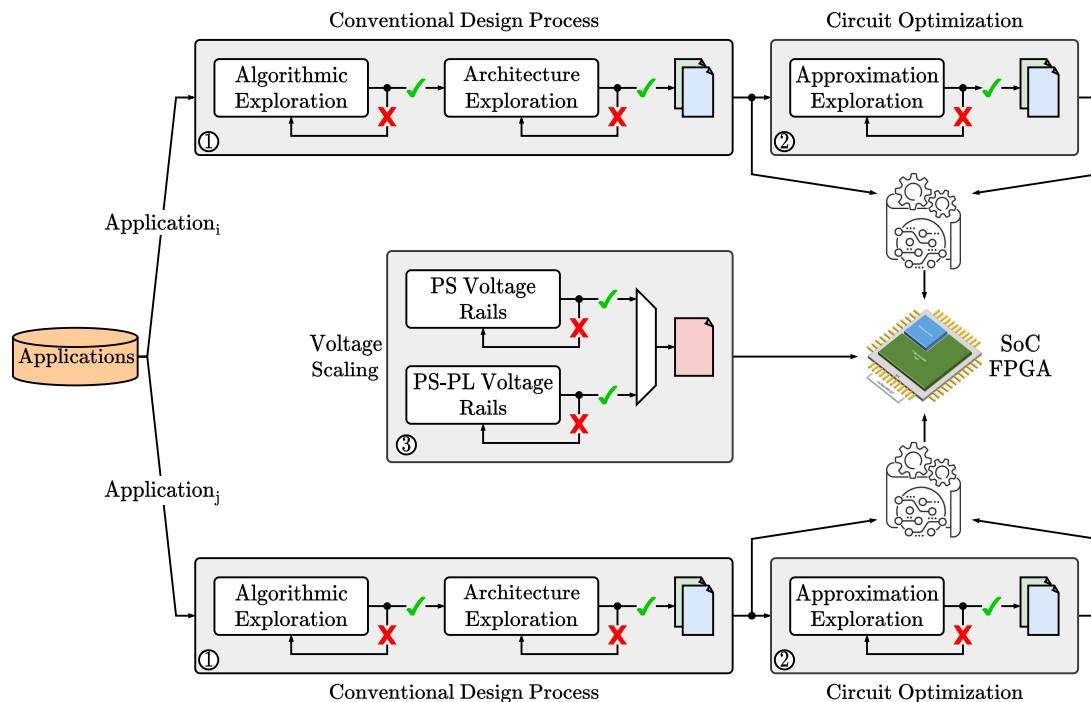 Conventional Design Process
Circuit Optimization
Algorithmic
Exploration
Architecture
Exploration
Approximation
Exploration
①
②
Application_i
PS Voltage
Rails
Voltage
Scaling
PS-PL Voltage
Rails
③
Applications
SoC
FPGA
Application_j
Algorithmic
Exploration
Architecture
Exploration
Approximation
Exploration
①
②
Conventional Design Process
Circuit Optimization